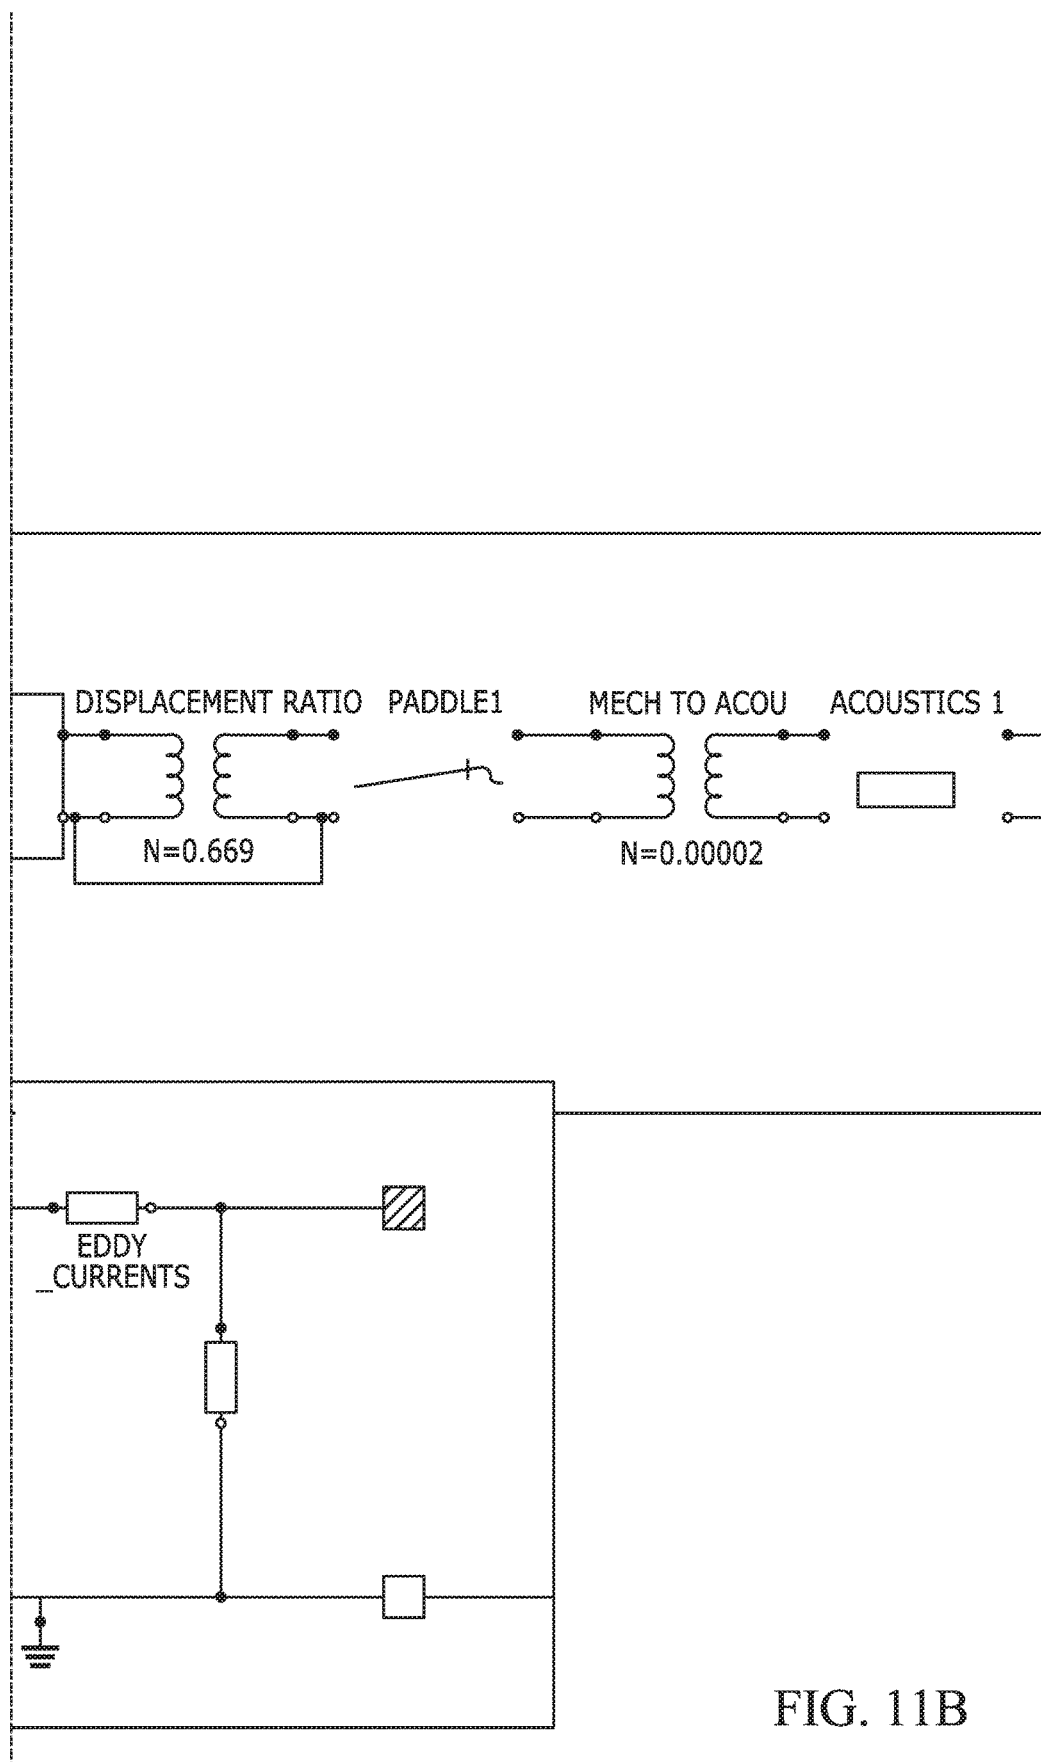 DISPLACEMENT RATIO PADDLE1 MECH TO ACOU ACOUSTICS 1
N=0.669 N=0.00002
EDDY
_CURRENTS
FIG. 11B